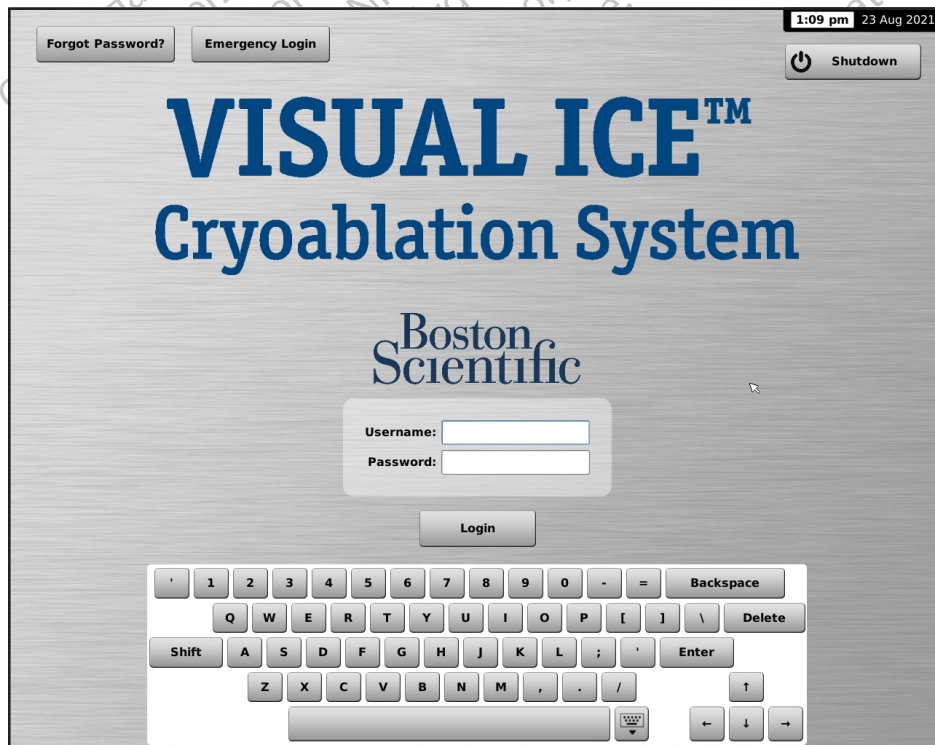 Forgot Password?
Emergency Login
1:09 pm 23 Aug 2021
Shutdown
VISUAL ICE™
Cryoablation System
Boston
Scientific
Username:
Password:
Login
' 1 2 3 4 5 6 7 8 9 0 - = Backspace
Q W E R T Y U I O P [ ] \ Delete
Shift A S D F G H J K L ; ' Enter
Z X C V B N M , . / ↑
← ↓ →